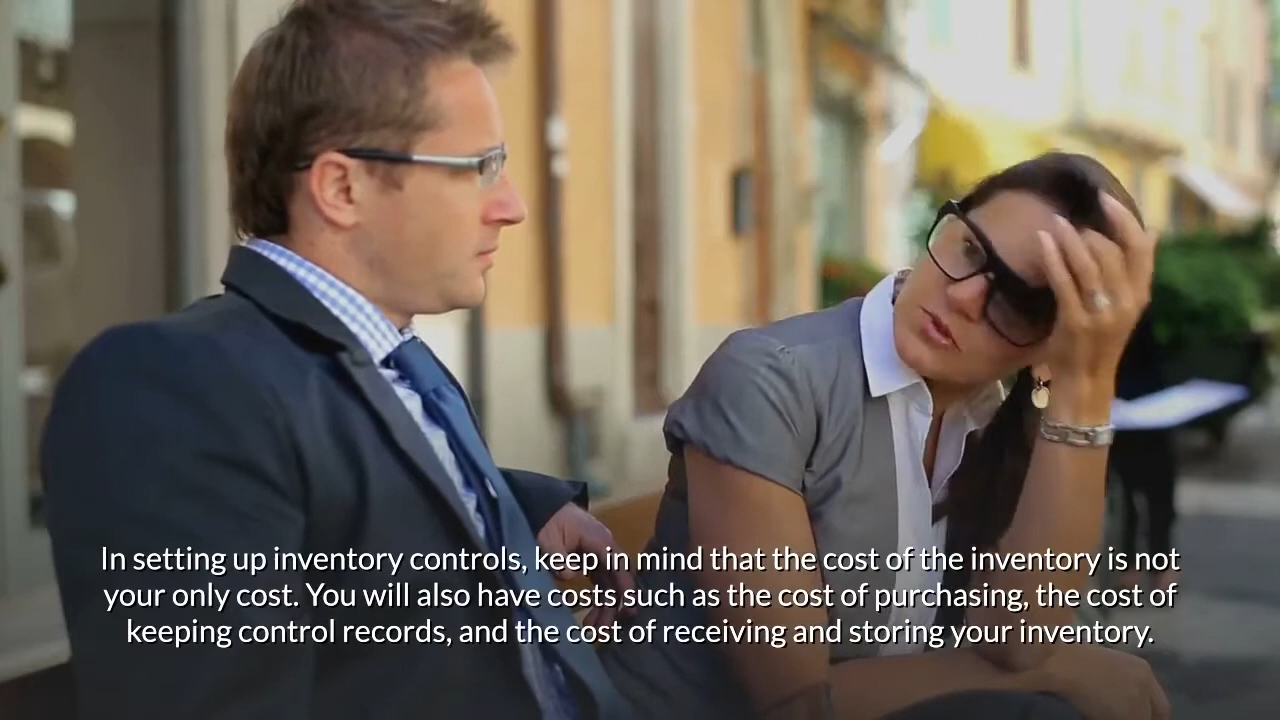 In setting up inventory controls, keep in mind that the cost of the inventory is not
your only cost. You will also have costs such as the cost of purchasing, the cost of
keeping control records, and the cost of receiving and storing your inventory.